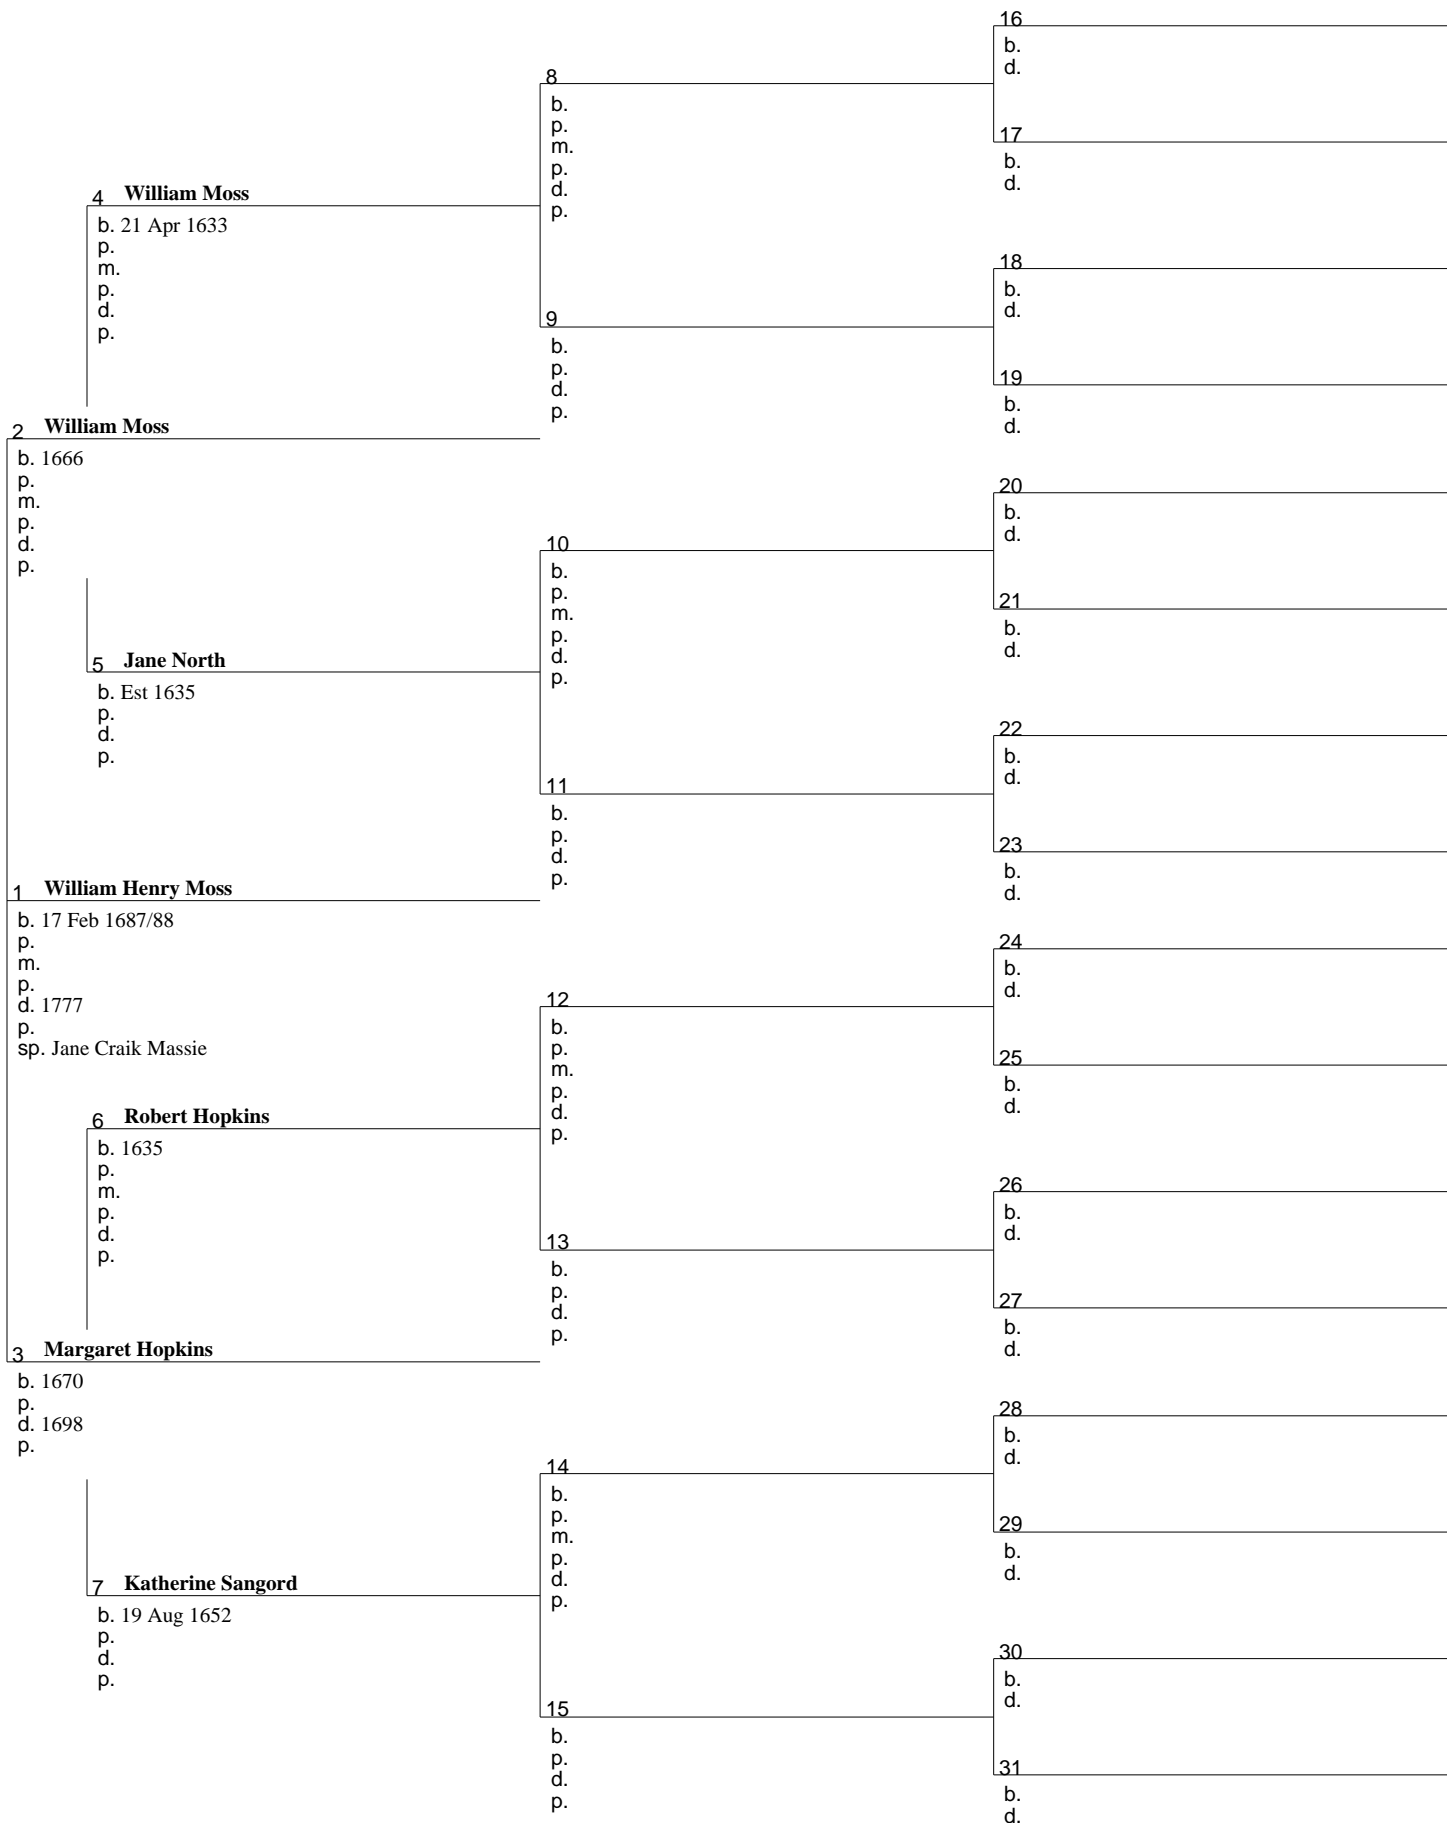 16
b.
d.
8
b.
p.
m.
p.
d.
p.
17
b.
d.
4 William Moss
b. 21 Apr 1633
p.
m.
p.
d.
p.
18
b.
d.
9
b.
p.
d.
p.
19
b.
d.
2 William Moss
b. 1666
p.
m.
p.
d.
p.
20
b.
d.
10
b.
p.
m.
p.
d.
p.
21
b.
d.
5 Jane North
b. Est 1635
p.
d.
p.
22
b.
d.
11
b.
p.
d.
p.
23
b.
d.
1 William Henry Moss
b. 17 Feb 1687/88
p.
m.
p.
d. 1777
p.
sp. Jane Craik Massie
24
b.
d.
12
b.
p.
m.
p.
d.
p.
25
b.
d.
6 Robert Hopkins
b. 1635
p.
m.
p.
d.
p.
26
b.
d.
13
b.
p.
d.
p.
27
b.
d.
3 Margaret Hopkins
b. 1670
p.
d. 1698
p.
28
b.
d.
14
b.
p.
m.
p.
d.
p.
29
b.
d.
7 Katherine Sangord
b. 19 Aug 1652
p.
d.
p.
30
b.
d.
15
b.
p.
d.
p.
31
b.
d.